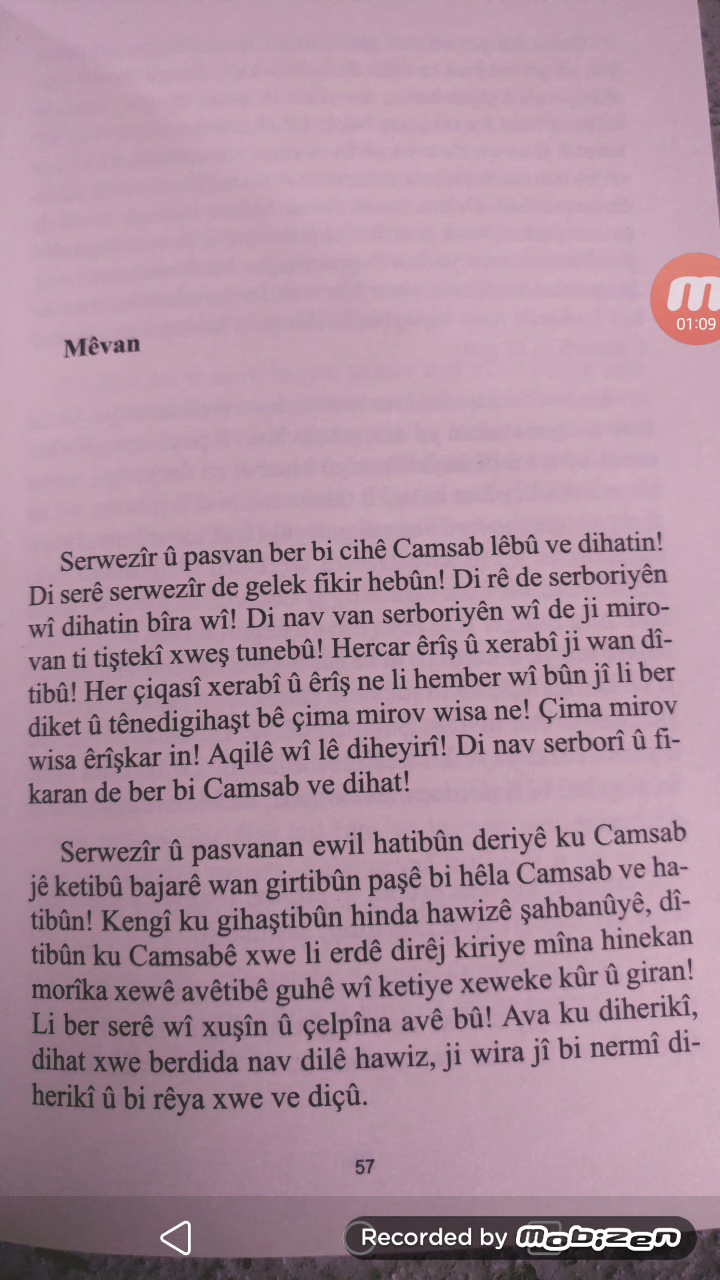 01:09
Mêvan
Serwezîr û pasvan ber bi cihê Camsab lêbû ve dihatin!
Di serê serwezîr de gelek fikir hebûn! Di rê de serboriyên
wî dihatin bîra wî! Di nav van serboriyên wî de ji miro-
van ti tiştekî xweş tunebû! Hercar êrîş û xerabî ji wan dî-
tibû! Her çiqasî xerabî û êrîş ne li hember wî bûn jî li ber
diket û tênedigihaşt bê çima mirov wisa ne! Çima mirov
wisa êrîşkar in! Aqilê wî lê diheyirî! Di nav serborî û fi-
karan de ber bi Camsab ve dihat!
Serwezîr û pasvanan ewil hatibûn deriyê ku Camsab
jê ketibû bajarê wan girtibûn paşê bi hêla Camsab ve ha-
tibûn! Kengî ku gihaştibûn hinda hawizê şahbanûyê, dî-
tibûn ku Camsabê xwe li erdê dirêj kiriye mîna hinekan
morîka xewê avêtibê guhê wî ketiye xeweke kûr û giran!
Li ber serê wî xuşîn û çelpîna avê bû! Ava ku diherikî,
dihat xwe berdida nav dilê hawiz, ji wira jî bi nermî di-
herikî û bi rêya xwe ve diçû.
57
Recorded by mobizen